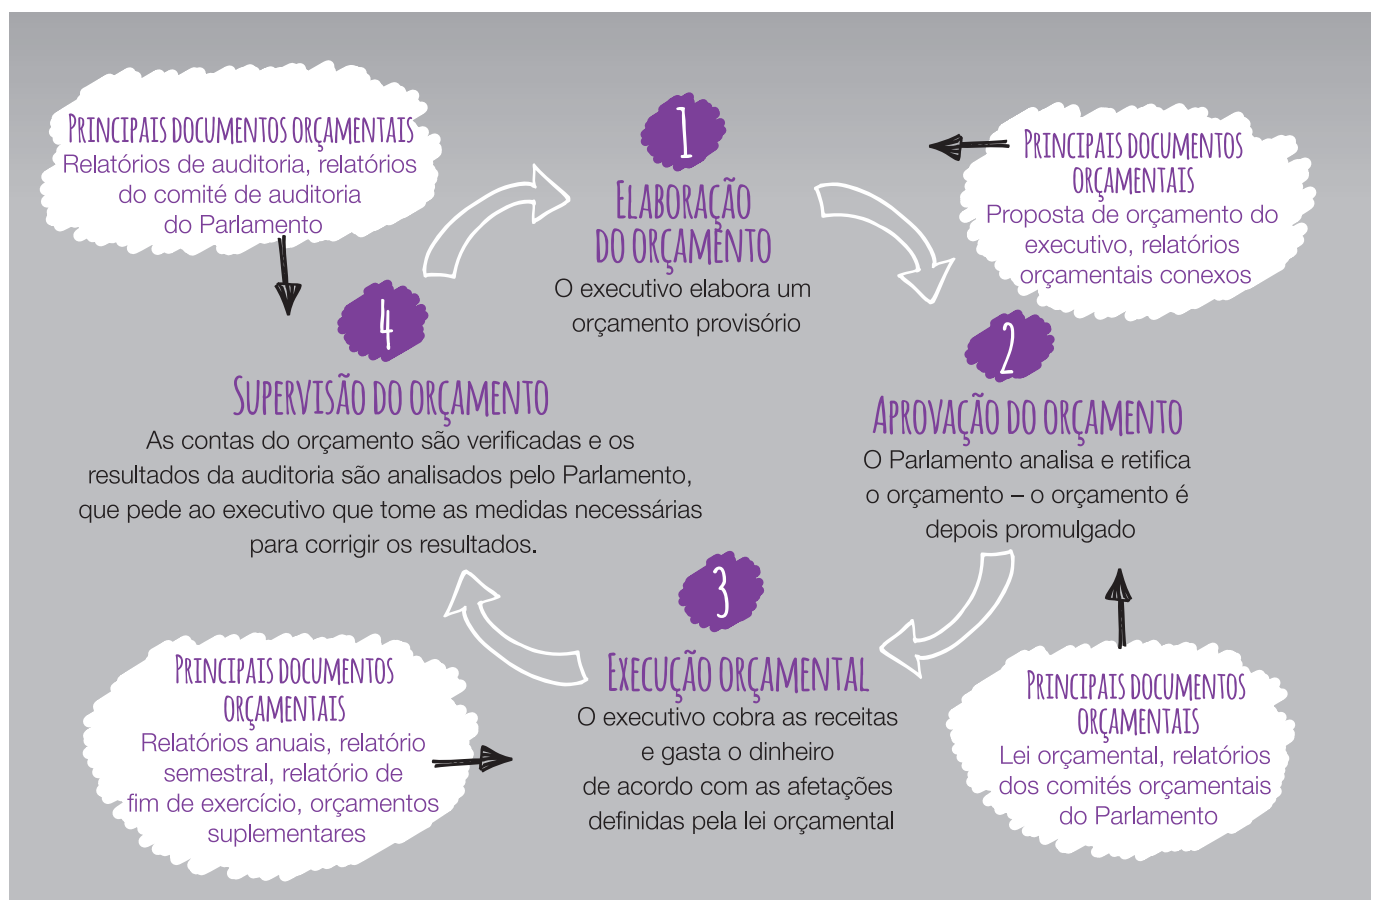 1
ELABORAÇÃO
DO ORÇAMENTO
O executivo elabora um
orçamento provisório
PRINCIPAIS DOCUMENTOS
ORÇAMENTAIS
Proposta de orçamento do
executivo, relatórios
orçamentais conexos
2
APROVAÇÃO DO ORÇAMENTO
O Parlamento analisa e retifica
o orçamento – o orçamento é
depois promulgado
PRINCIPAIS DOCUMENTOS
ORÇAMENTAIS
Lei orçamental, relatórios
dos comités orçamentais
do Parlamento
3
EXECUÇÃO ORÇAMENTAL
O executivo cobra as receitas
e gasta o dinheiro
de acordo com as afetações
definidas pela lei orçamental
PRINCIPAIS DOCUMENTOS
ORÇAMENTAIS
Relatórios anuais, relatório
semestral, relatório de
fim de exercício, orçamentos
suplementares
4
SUPERVISÃO DO ORÇAMENTO
As contas do orçamento são verificadas e os
resultados da auditoria são analisados pelo Parlamento,
que pede ao executivo que tome as medidas necessárias
para corrigir os resultados.
PRINCIPAIS DOCUMENTOS ORÇAMENTAIS
Relatórios de auditoria, relatórios
do comité de auditoria
do Parlamento